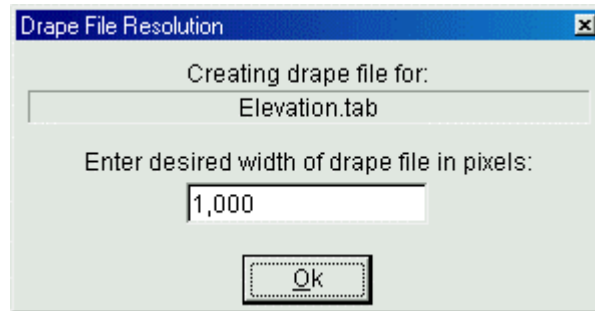 Drape File Resolution
Creating drape file for:
Elevation.tab
Enter desired width of drape file in pixels:
1,000
Ok